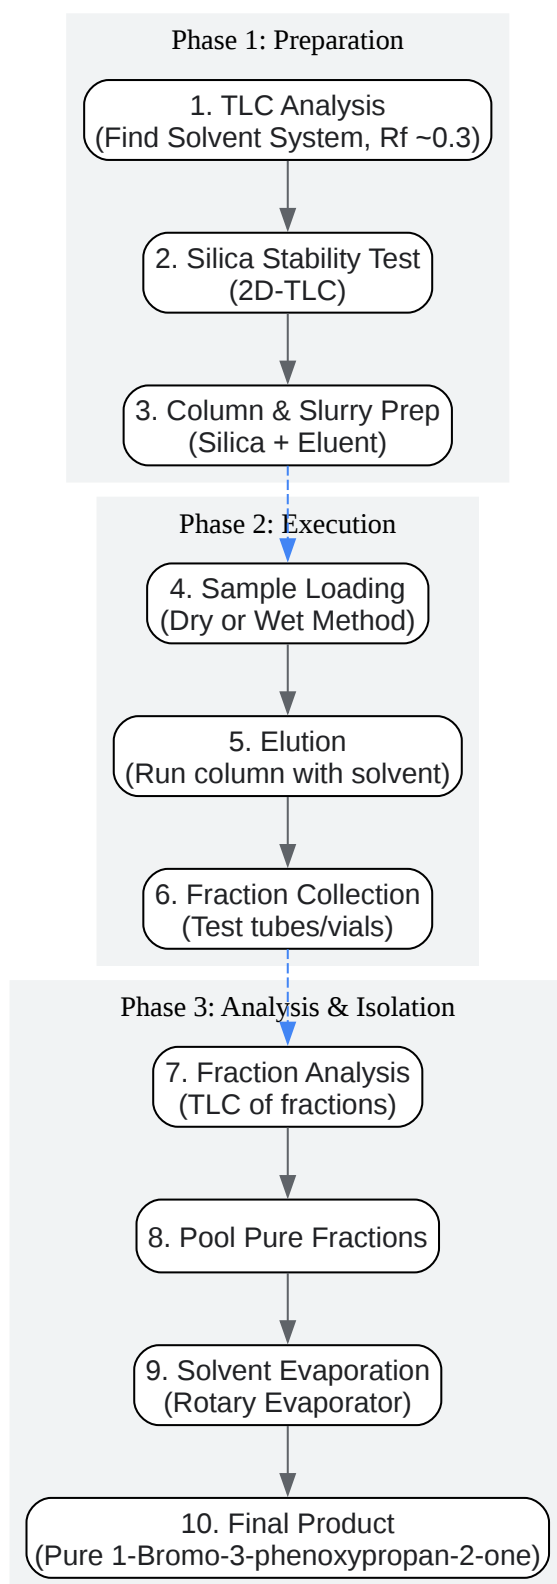 Phase 1: Preparation
1. TLC Analysis
(Find Solvent System, Rf ~0.3)
2. Silica Stability Test
(2D-TLC)
3. Column & Slurry Prep
(Silica + Eluent)
Phase 2: Execution
4. Sample Loading
(Dry or Wet Method)
5. Elution
(Run column with solvent)
6. Fraction Collection
(Test tubes/vials)
Phase 3: Analysis & Isolation
7. Fraction Analysis
(TLC of fractions)
8. Pool Pure Fractions
9. Solvent Evaporation
(Rotary Evaporator)
10. Final Product
(Pure 1-Bromo-3-phenoxypropan-2-one)